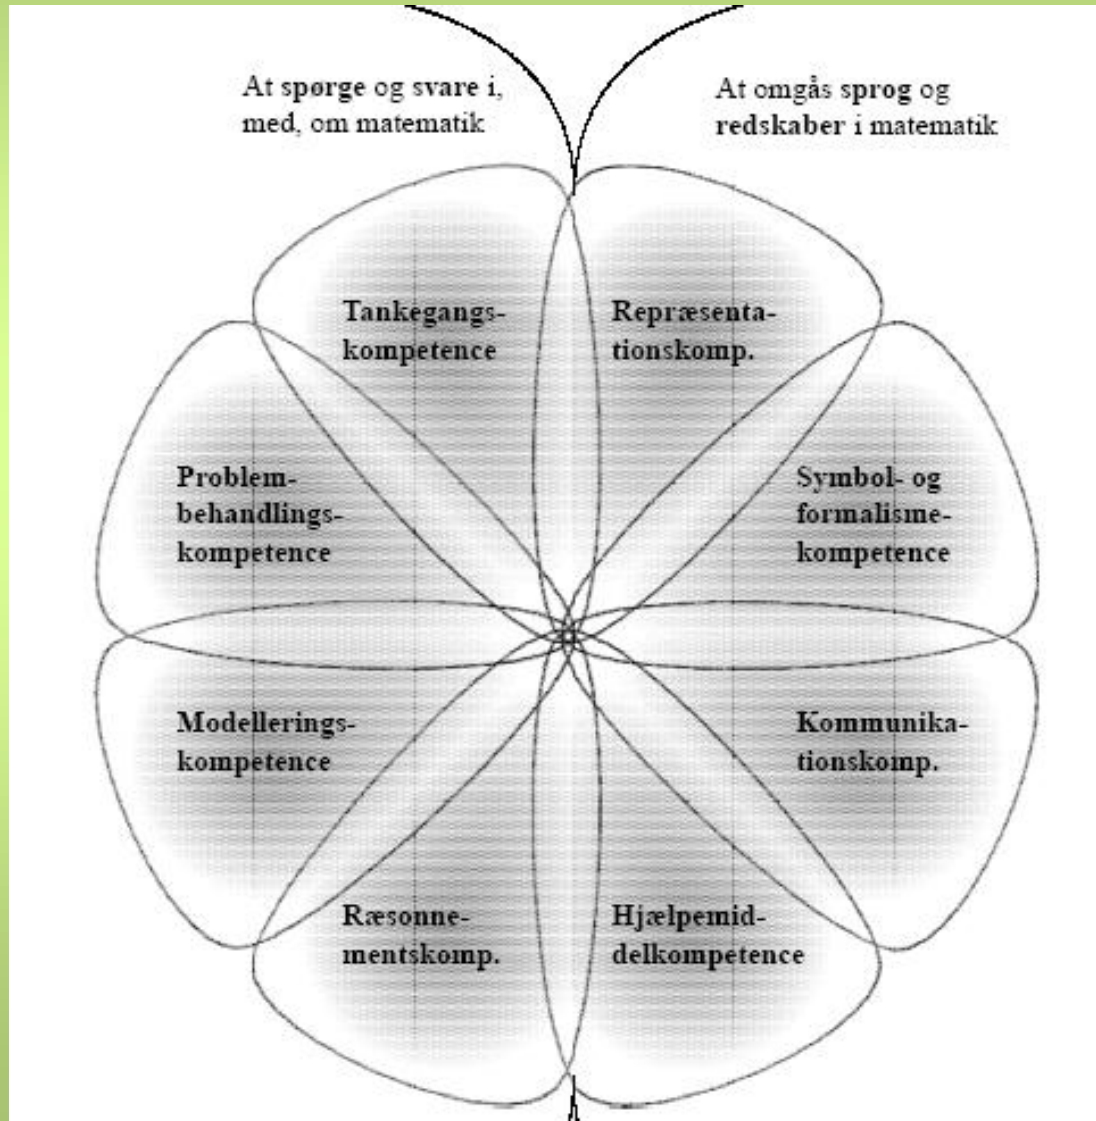 At spørge og svare i,
med, om matematik
At omgås sprog og
redskaber i matematik
Tankegangs-
kompetence
Repræsenta-
tionskomp.
Problem-
behandlings-
kompetence
Symbol- og
formalisme-
kompetence
Modellerings-
kompetence
Kommunika-
tionskomp.
Ræsonne-
mentskomp.
Hjælpemid-
delkompetence